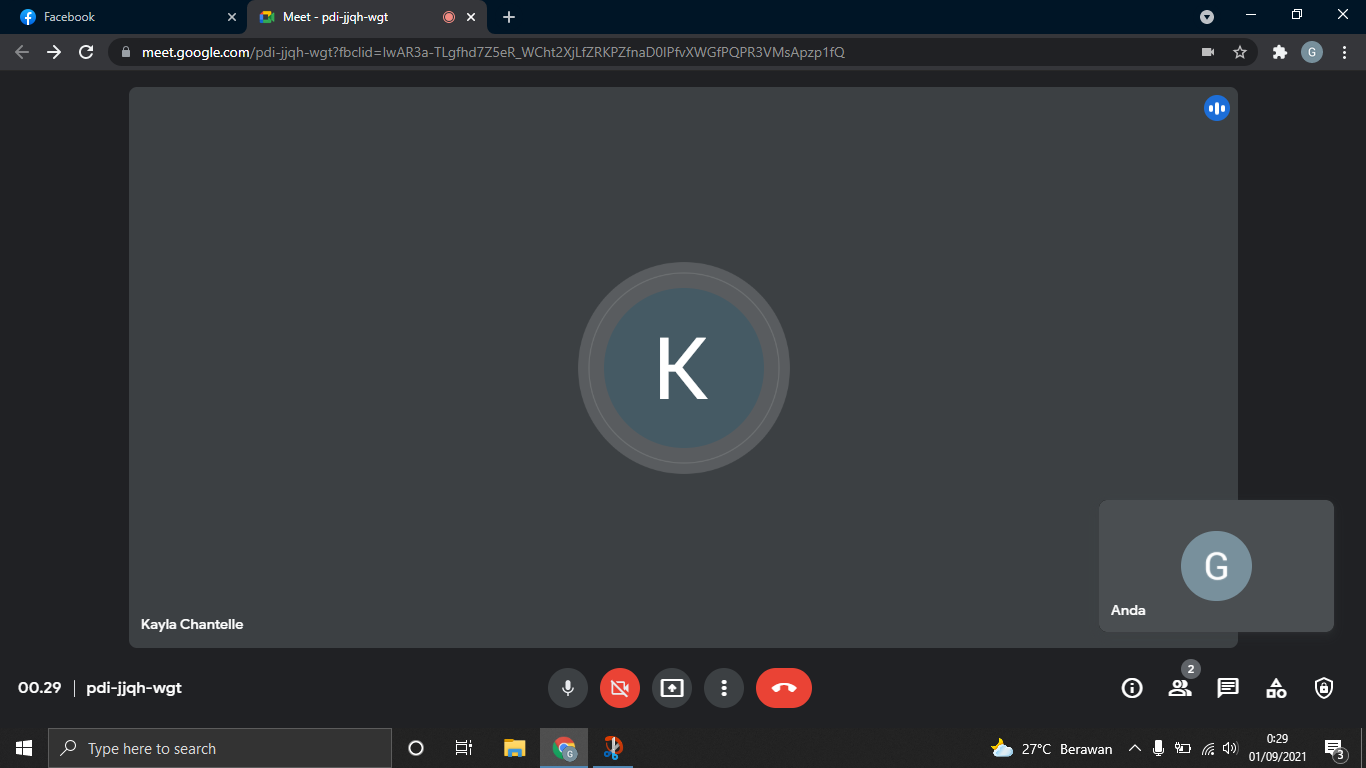 Facebook
Meet - pdi-jjqh-wgt
meet.google.com/pdi-jjqh-wgt?fbclid=IwAR3a-TLgfhd7Z5eR_WCht2XjLfZRKPZfnaD0IPfvXWGfPQPR3VMsApzp1fQ
G
K
G
Kayla Chantelle
Anda
00.29 | pdi-jjqh-wgt
2
Type here to search
G
27°C Berawan
0:29
01/09/2021
3